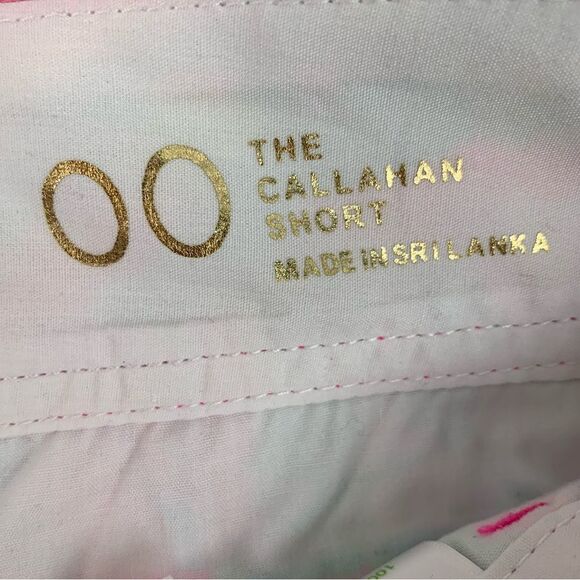 00
THE
CALLAHAN
SHORT
MADE IN SRI LANKA